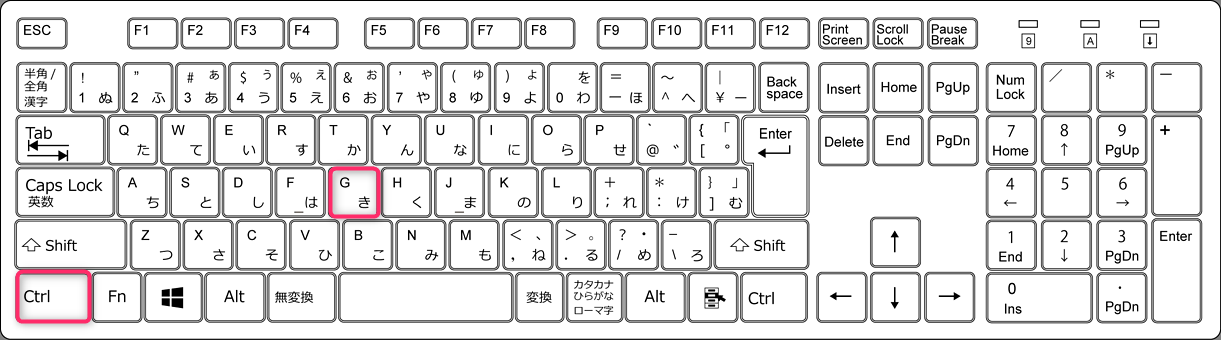 ESC F1 F2 F3 F4 F5 F6 F7 F8 F9 F10 F11 F12 Print Screen Scroll Lock Pause Break 9 A ↓
半角/全角 漢字 ! 1 ぬ " 2 ふ # ぁ 3 あ $ ぅ 4 う % ぇ 5 え & ぉ 6 お ' ゃ 7 や ( ゅ 8 ゆ ) ょ 9 よ を 0 わ = ー ほ ～ ^ へ | ¥ ー Back space Insert Home PgUp Num Lock ／ * ー
Tab Q た W て E い R す T か Y ん U な I に O ら P せ ` @ ゛ { 「 [ ° Enter Delete End PgDn 7 Home 8 ↑ 9 PgUp +
Caps Lock 英数 A ち S と D し F _は G き H く J _ま K の L り + ; れ * : け } 」 ] む 4 ← 5 6 →
Shift Z つ X さ C そ V ひ B こ N み M も < 、 , ね > 。 . る ? ・ / め − \ ろ Shift ↑ 1 End 2 ↓ 3 PgDn Enter
Ctrl Fn Alt 無変換 変換 カタカナ ひらがな ローマ字 Alt Ctrl ← ↓ → 0 Ins . PgDn